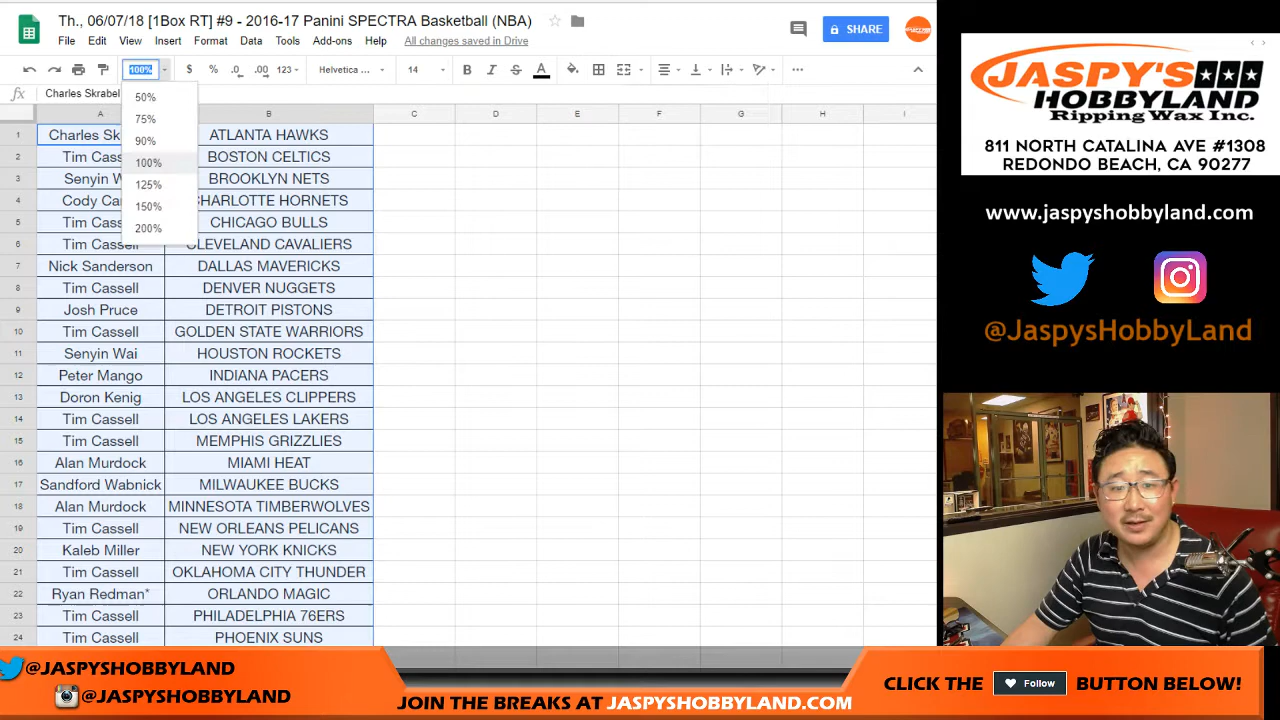 Th., 06/07/18 [1Box RT] #9 - 2016-17 Panini SPECTRA Basketball (NBA)
File Edit View Insert Format Data Tools Add-ons Help All changes saved in Drive
SHARE
100% $ % .0 .00 123 Helvetica ... 14 B I S A
fx Charles Skrabel
50%
75%
90%
100%
125%
150%
200%
A B C D E F G H I
1 Charles Sk ATLANTA HAWKS
2 Tim Cass BOSTON CELTICS
3 Senyin W BROOKLYN NETS
4 Cody Ca CHARLOTTE HORNETS
5 Tim Cass CHICAGO BULLS
6 Tim Cassell CLEVELAND CAVALIERS
7 Nick Sanderson DALLAS MAVERICKS
8 Tim Cassell DENVER NUGGETS
9 Josh Pruce DETROIT PISTONS
10 Tim Cassell GOLDEN STATE WARRIORS
11 Senyin Wai HOUSTON ROCKETS
12 Peter Mango INDIANA PACERS
13 Doron Kenig LOS ANGELES CLIPPERS
14 Tim Cassell LOS ANGELES LAKERS
15 Tim Cassell MEMPHIS GRIZZLIES
16 Alan Murdock MIAMI HEAT
17 Sandford Wabnick MILWAUKEE BUCKS
18 Alan Murdock MINNESOTA TIMBERWOLVES
19 Tim Cassell NEW ORLEANS PELICANS
20 Kaleb Miller NEW YORK KNICKS
21 Tim Cassell OKLAHOMA CITY THUNDER
22 Ryan Redman* ORLANDO MAGIC
23 Tim Cassell PHILADELPHIA 76ERS
24 Tim Cassell PHOENIX SUNS
JASPY'S
HOBBYLAND
Ripping Wax Inc.
811 NORTH CATALINA AVE #1308
REDONDO BEACH, CA 90277
www.jaspyshobbyland.com
@JaspysHobbyLand
@JASPYSHOBBYLAND
@JASPYSHOBBYLAND
JOIN THE BREAKS AT JASPYSHOBBYLAND.COM
CLICK THE Follow BUTTON BELOW!